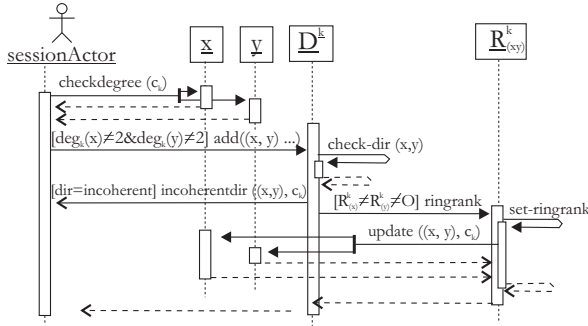 sessionActor
x
y
D^k
R^k_(xy)
checkdegree (c_k)
[deg_k(x)≠2&deg_k(y)≠2] add((x, y) ...)
check-dir (x,y)
[dir=incoherent] incoherentdir ((x,y), c_k)
[R^k_(x)≠R^k_(y)≠O] ringrank
set-ringrank
update ((x, y), c_k)